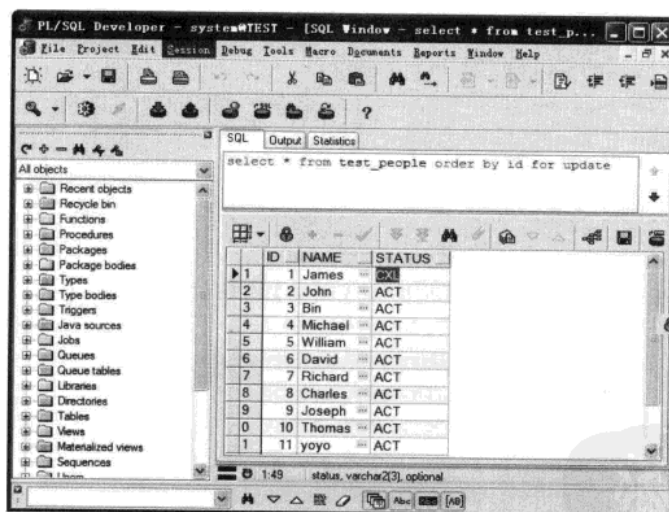 PL/SQL Developer - system@TEST - [SQL Window - select * from test_p...
File Project Edit Session Debug Tools Macro Documents Reports Window Help
SQL Output Statistics
select * from test_people order by id for update
All objects
Recent objects
Recycle bin
Functions
Procedures
Packages
Package bodies
Types
Type bodies
Triggers
Java sources
Jobs
Queues
Queue tables
Libraries
Directories
Tables
Views
Materialized views
Sequences
ID NAME STATUS
1 1 James ... CXL
2 2 John ... ACT
3 3 Bin ... ACT
4 4 Michael ... ACT
5 5 William ... ACT
6 6 David ... ACT
7 7 Richard ... ACT
8 8 Charles ... ACT
9 9 Joseph ... ACT
0 10 Thomas ... ACT
1 11 yoyo ... ACT
1:49 status, varchar2(3), optional
Abc [AB]